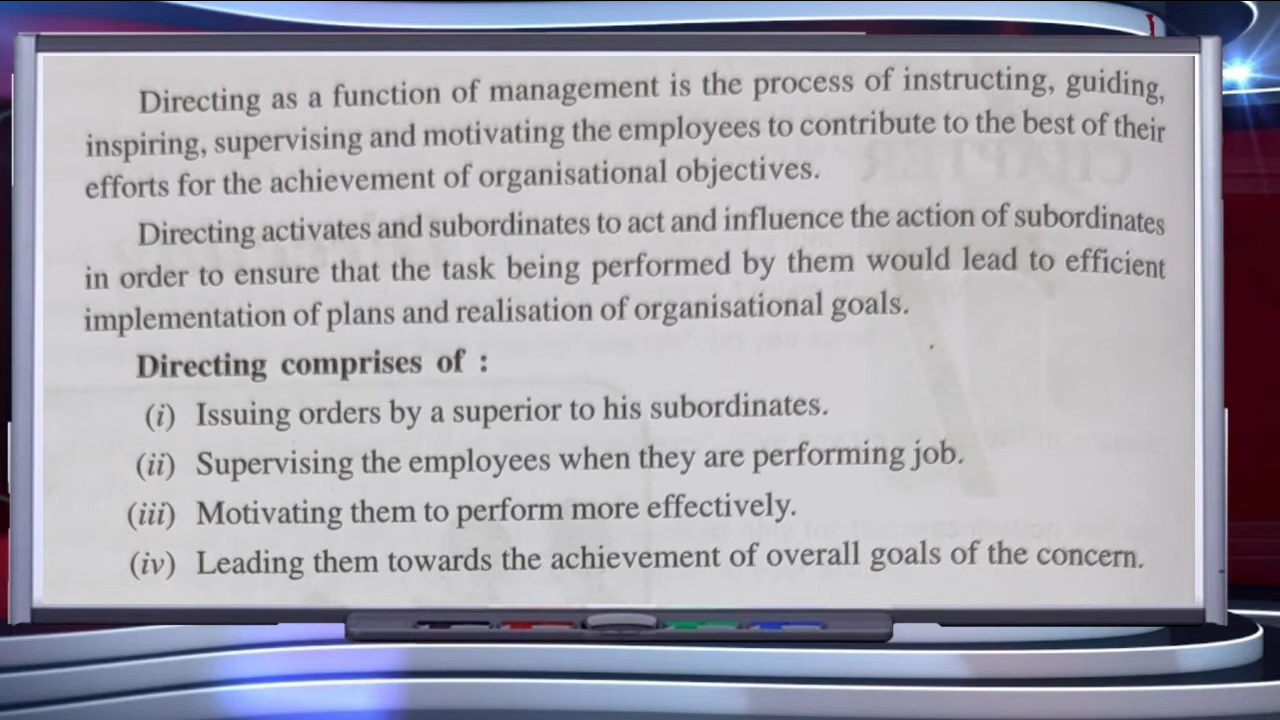 Directing as a function of management is the process of instructing, guiding,
inspiring, supervising and motivating the employees to contribute to the best of their
efforts for the achievement of organisational objectives.
Directing activates and subordinates to act and influence the action of subordinates
in order to ensure that the task being performed by them would lead to efficient
implementation of plans and realisation of organisational goals.
Directing comprises of :
(i) Issuing orders by a superior to his subordinates.
(ii) Supervising the employees when they are performing job.
(iii) Motivating them to perform more effectively.
(iv) Leading them towards the achievement of overall goals of the concern.